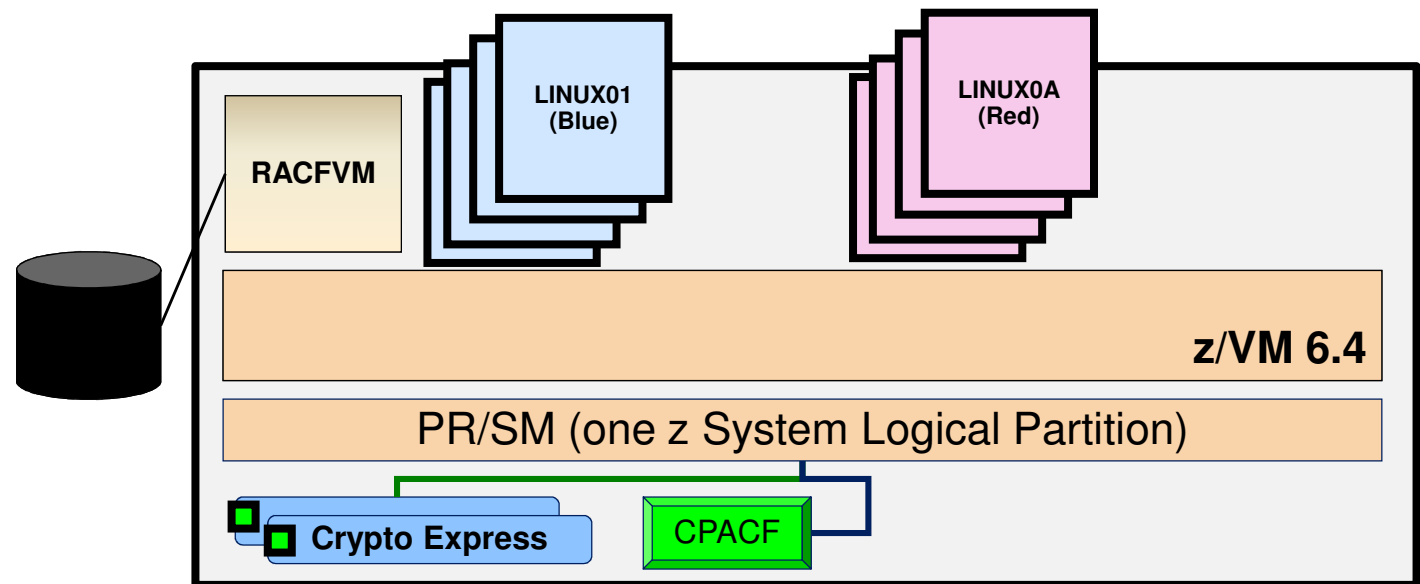 LINUX01
(Blue)
LINUX0A
(Red)
RACFVM
z/VM 6.4
PR/SM (one z System Logical Partition)
Crypto Express
CPACF